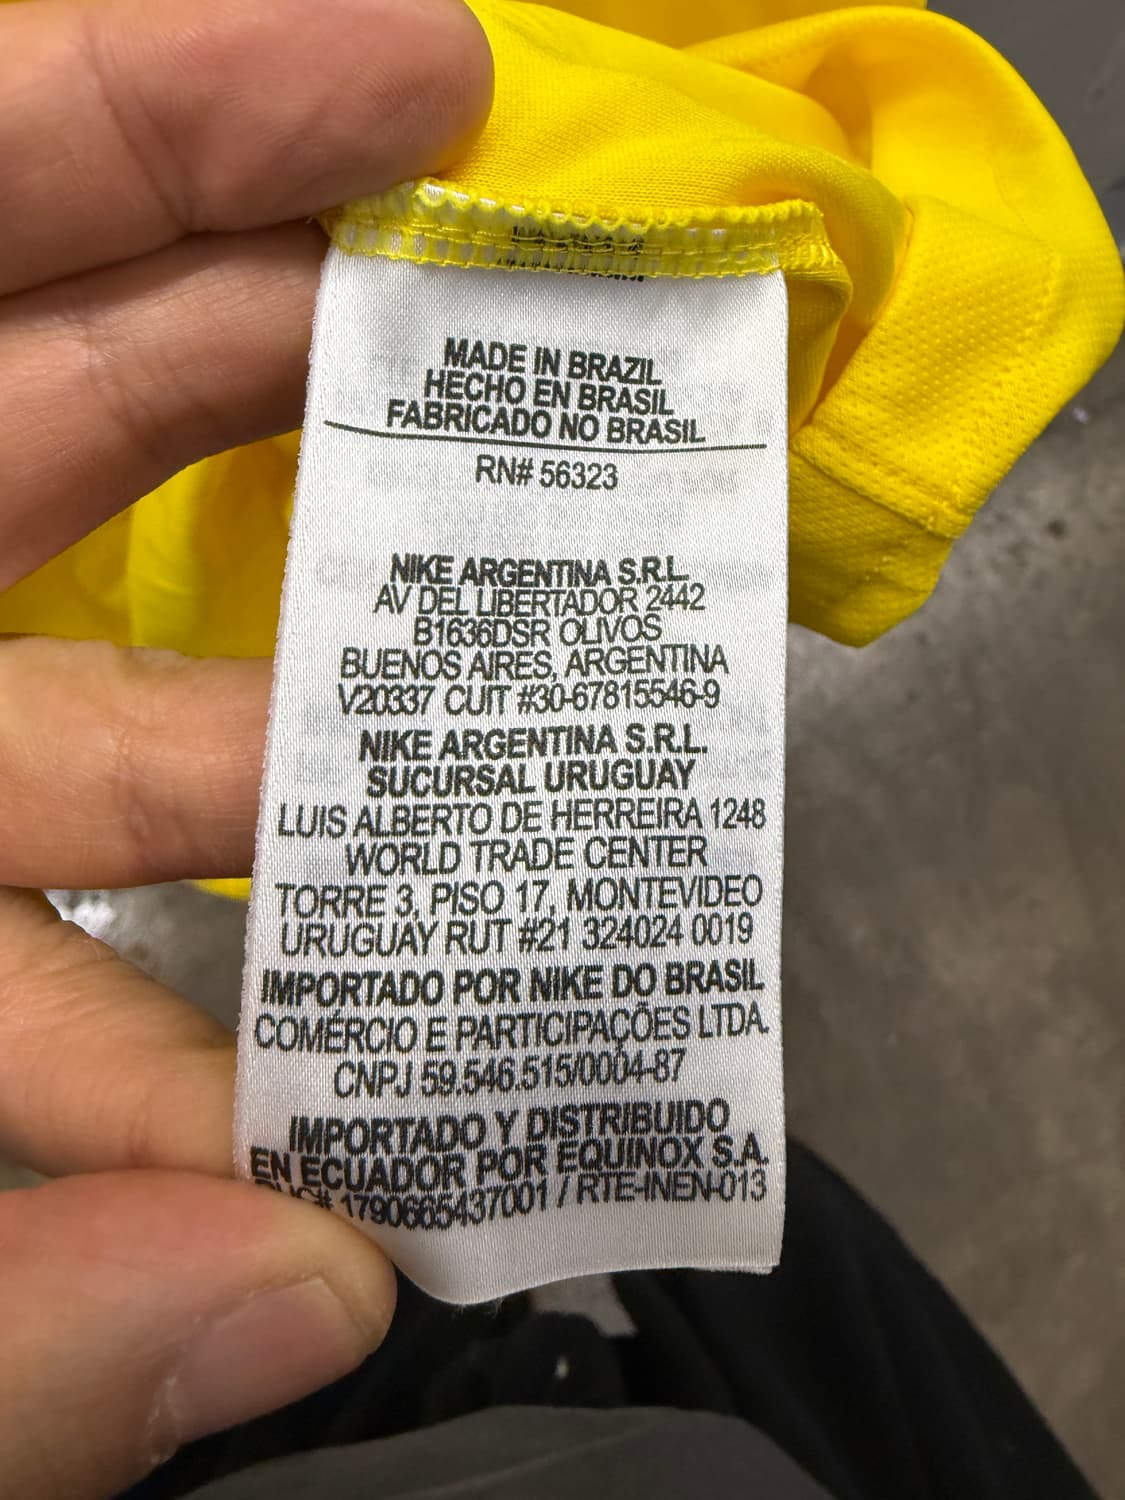 MADE IN BRAZIL
HECHO EN BRASIL
FABRICADO NO BRASIL
RN# 56323
NIKE ARGENTINA S.R.L.
AV DEL LIBERTADOR 2442
B1636DSR OLIVOS
BUENOS AIRES, ARGENTINA
V20337 CUIT #30-67815546-9
NIKE ARGENTINA S.R.L.
SUCURSAL URUGUAY
LUIS ALBERTO DE HERREIRA 1248
WORLD TRADE CENTER
TORRE 3, PISO 17, MONTEVIDEO
URUGUAY RUT #21 324024 0019
IMPORTADO POR NIKE DO BRASIL
COMÉRCIO E PARTICIPAÇÕES LTDA.
CNPJ 59.546.515/0004-87
IMPORTADO Y DISTRIBUIDO
EN ECUADOR POR EQUINOX S.A.
RUC# 1790665437001 / RTE-INEN-013